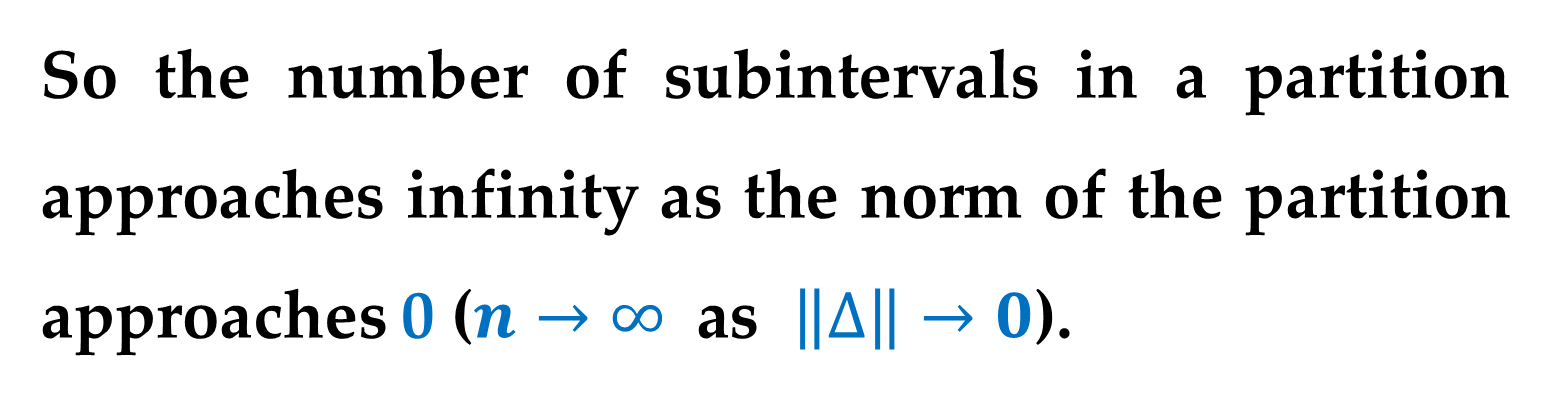 So the number of subintervals in a partition
approaches infinity as the norm of the partition
approaches 0 (n → ∞ as ||Δ|| → 0).